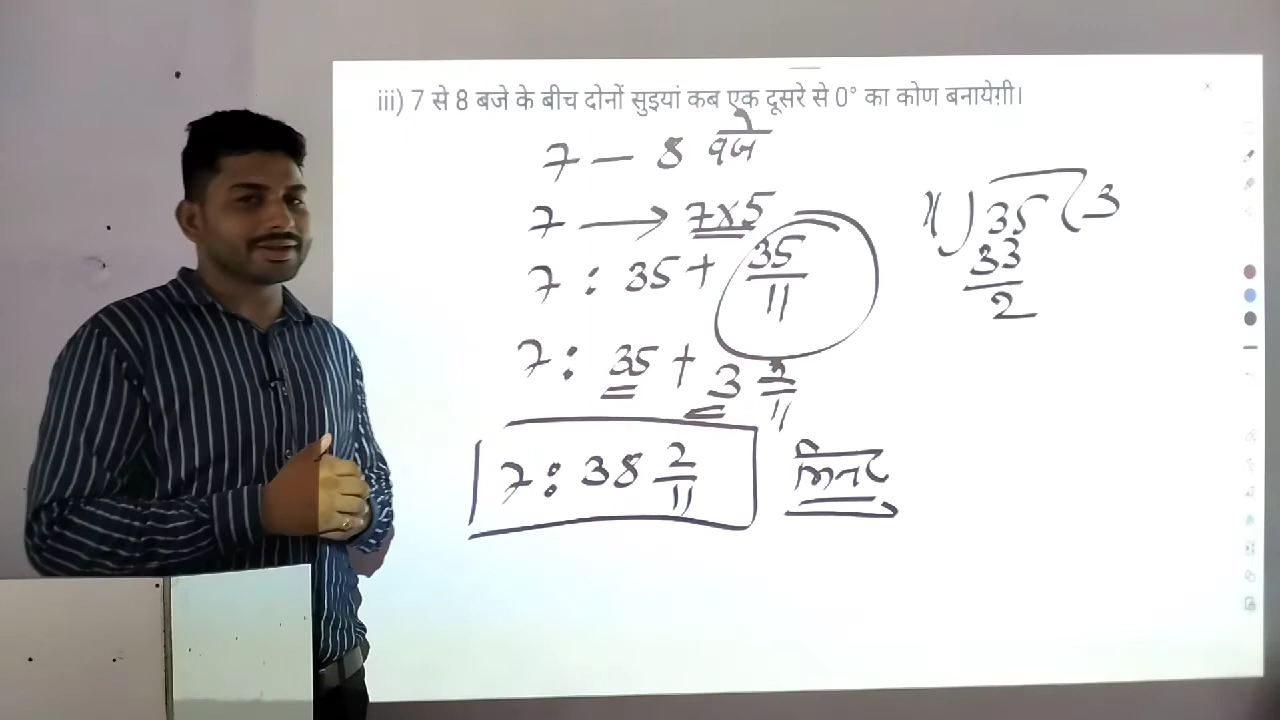 iii) 7 से 8 बजे के बीच दोनों सुइयां कब एक दूसरे से 0° का कोण बनायेगी।
7 — 8 बजे
7 → 7×5
7 : 35 + 35/11
7 : 35 + 3 2/11
7 : 38 2/11 मिनट
11 ) 35 ( 3
33
2